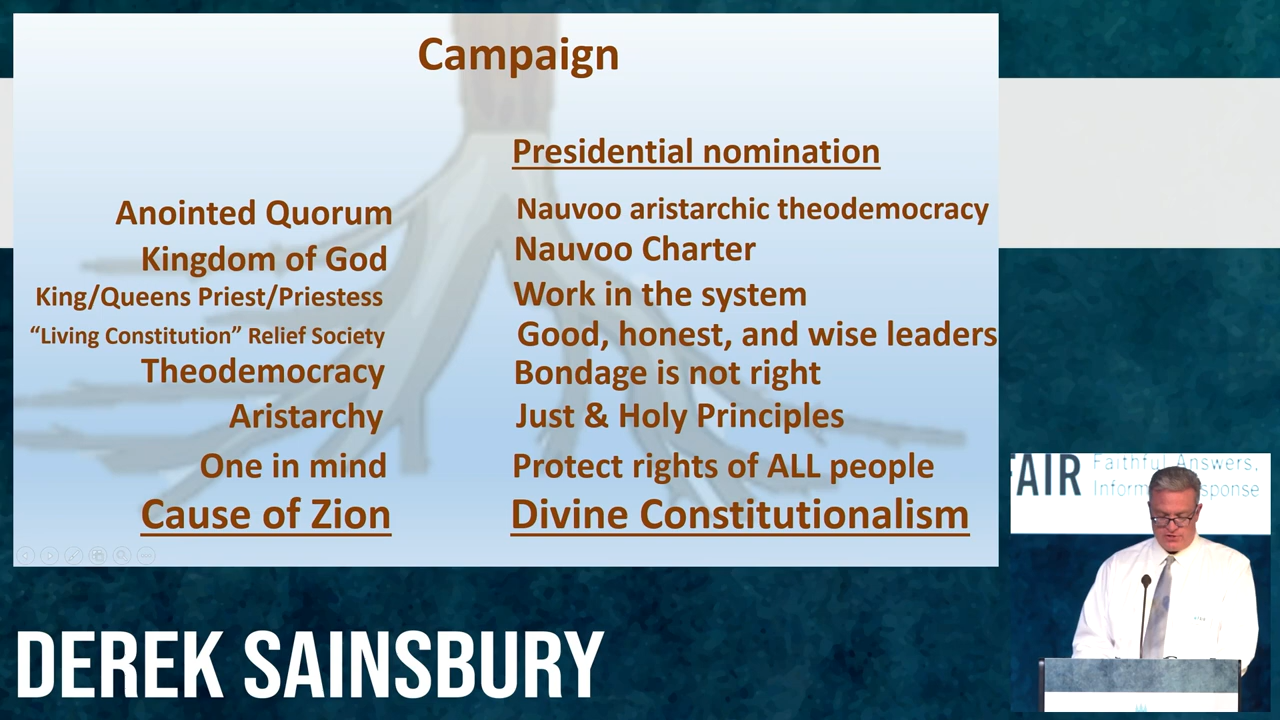 Campaign
Presidential nomination
Anointed Quorum
Nauvoo aristarchic theodemocracy
Kingdom of God
Nauvoo Charter
King/Queens Priest/Priestess
Work in the system
“Living Constitution” Relief Society
Good, honest, and wise leaders
Theodemocracy
Bondage is not right
Aristarchy
Just & Holy Principles
One in mind
Protect rights of ALL people
Cause of Zion
Divine Constitutionalism
AIR
Faithful Answers,
DEREK SAINSBURY